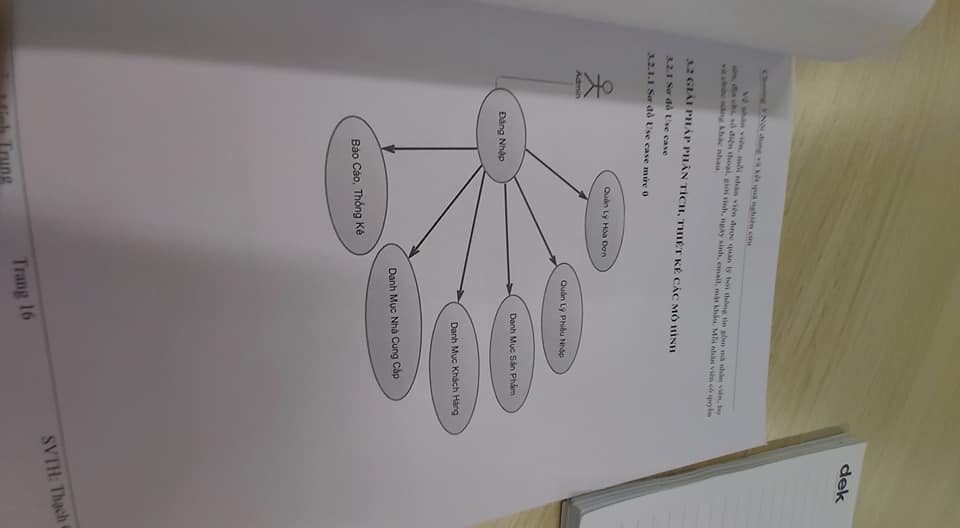 Chương 3 Nội dung và kết quả nghiên cứu
Về nhân viên, mỗi nhân viên được quản lý bởi thông tin gồm mã nhân viên, họ
tên, địa chỉ, số điện thoại, giới tính, ngày sinh, email, mật khẩu. Mỗi nhân viên có quyền
và chức năng khác nhau.
3.2 GIẢI PHÁP PHÂN TÍCH, THIẾT KẾ CÁC MÔ HÌNH
3.2.1 Sơ đồ Use case
3.2.1.1 Sơ đồ Use case mức 0
Admin
Đăng Nhập
Quản Lý Hóa Đơn
Quản Lý Phiếu Nhập
Danh Mục Sản Phẩm
Danh Mục Khách Hàng
Danh Mục Nhà Cung Cấp
Báo Cáo, Thống Kê
Minh Trung
Trang 16
SVTH: Thạch
dek